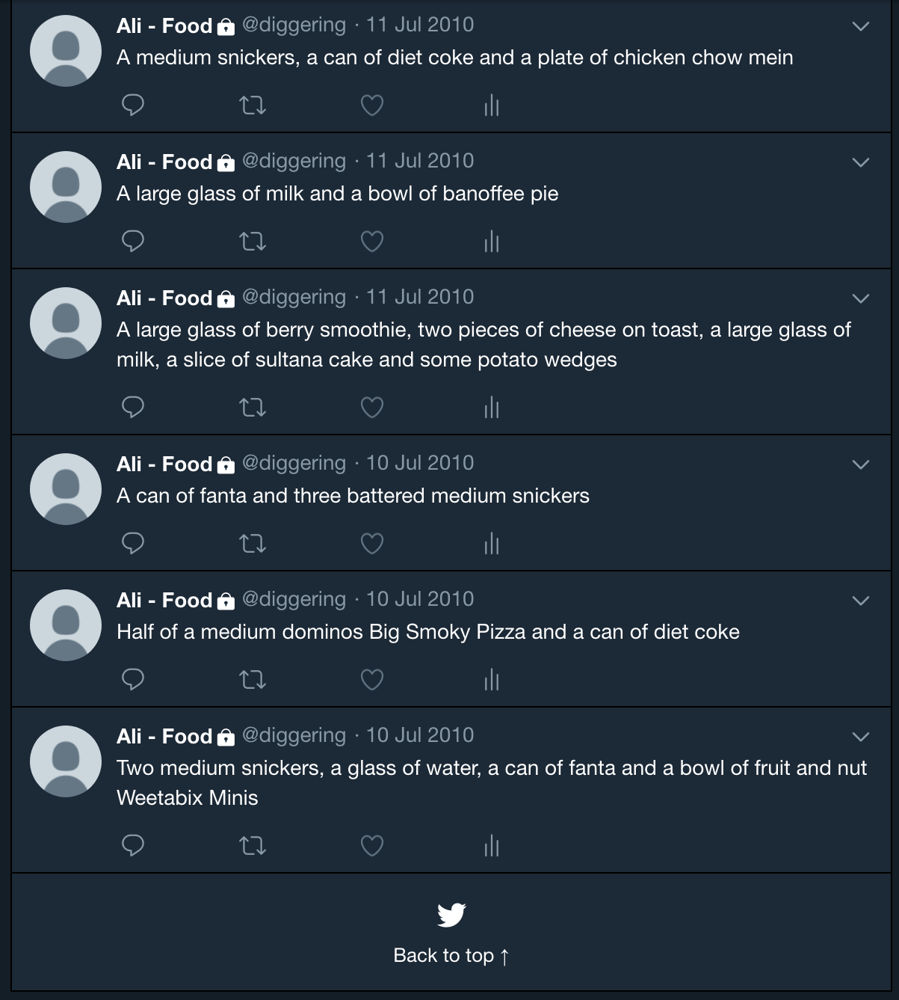 Ali - Food @diggering · 11 Jul 2010
A medium snickers, a can of diet coke and a plate of chicken chow mein
Ali - Food @diggering · 11 Jul 2010
A large glass of milk and a bowl of banoffee pie
Ali - Food @diggering · 11 Jul 2010
A large glass of berry smoothie, two pieces of cheese on toast, a large glass of
milk, a slice of sultana cake and some potato wedges
Ali - Food @diggering · 10 Jul 2010
A can of fanta and three battered medium snickers
Ali - Food @diggering · 10 Jul 2010
Half of a medium dominos Big Smoky Pizza and a can of diet coke
Ali - Food @diggering · 10 Jul 2010
Two medium snickers, a glass of water, a can of fanta and a bowl of fruit and nut
Weetabix Minis
Back to top ↑